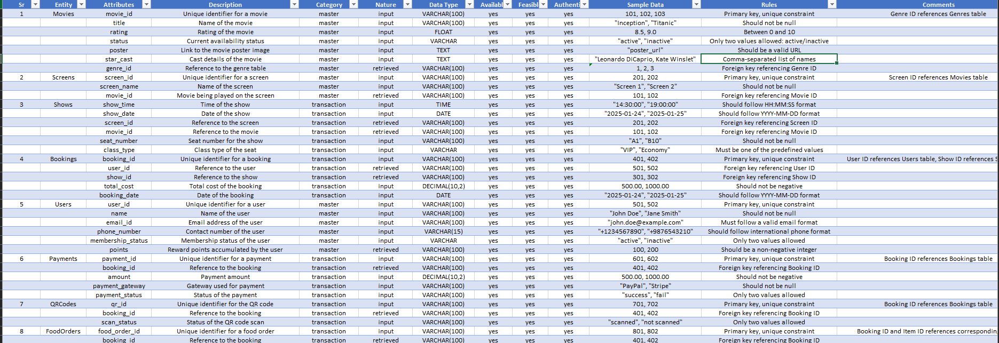 Sr Entity Attributes Description Category Nature Data Type Availabl Feasibl Authenti Sample Data Rules Comments
1 Movies movie_id Unique identifier for a movie master input VARCHAR(100) yes yes yes 101, 102, 103 Primary key, unique constraint Genre ID references Genres table
title Name of the movie master input VARCHAR(100) yes yes yes "Inception", "Titanic" Should not be null
rating Rating of the movie master input FLOAT yes yes yes 8.5, 9.0 Between 0 and 10
status Current availability status master input VARCHAR yes yes yes "active", "inactive" Only two values allowed: active/inactive
poster Link to the movie poster image master input TEXT yes yes yes "poster_url" Should be a valid URL
star_cast Cast details of the movie master input TEXT yes yes yes "Leonardo DiCaprio, Kate Winslet" Comma-separated list of names
genre_id Reference to the genre table master retrieved VARCHAR(100) yes yes yes 1, 2, 3 Foreign key referencing Genre ID
2 Screens screen_id Unique identifier for a screen master input VARCHAR(100) yes yes yes 201, 202 Primary key, unique constraint Screen ID references Movies table
screen_name Name of the screen master input VARCHAR(100) yes yes yes "Screen 1", "Screen 2" Should not be null
movie_id Movie being played on the screen master retrieved VARCHAR(100) yes yes yes 101, 102 Foreign key referencing Movie ID
3 Shows show_time Time of the show transaction input TIME yes yes yes "14:30:00", "19:00:00" Should follow HH:MM:SS format
show_date Date of the show transaction input DATE yes yes yes "2025-01-24", "2025-01-25" Should follow YYYY-MM-DD format
screen_id Reference to the screen transaction retrieved VARCHAR(100) yes yes yes 201, 202 Foreign key referencing Screen ID
movie_id Reference to the movie transaction retrieved VARCHAR(100) yes yes yes 101, 102 Foreign key referencing Movie ID
seat_number Seat number for the show transaction input VARCHAR(100) yes yes yes "A1", "B10" Should not be null
class_type Class type of the seat transaction input VARCHAR yes yes yes "VIP", "Economy" Must be one of the predefined values
4 Bookings booking_id Unique identifier for a booking transaction input VARCHAR(100) yes yes yes 401, 402 Primary key, unique constraint User ID references Users table, Show ID references S
user_id Reference to the user transaction retrieved VARCHAR(100) yes yes yes 501, 502 Foreign key referencing User ID
show_id Reference to the show transaction retrieved VARCHAR(100) yes yes yes 301, 302 Foreign key referencing Show ID
total_cost Total cost of the booking transaction input DECIMAL(10,2) yes yes yes 500.00, 1000.00 Should not be negative
booking_date Date of the booking transaction input DATE yes yes yes "2025-01-24", "2025-01-25" Should follow YYYY-MM-DD format
5 Users user_id Unique identifier for a user master input VARCHAR(100) yes yes yes 501, 502 Primary key, unique constraint
name Name of the user master input VARCHAR(100) yes yes yes "John Doe", "Jane Smith" Should not be null
email_id Email address of the user master input VARCHAR(100) yes yes yes "john.doe@example.com" Must follow a valid email format
phone_number Contact number of the user master input VARCHAR(15) yes yes yes "+1234567890", "+9876543210" Should follow international phone format
membership_status Membership status of the user master input VARCHAR yes yes yes "active", "inactive" Only two values allowed
points Reward points accumulated by the user master retrieved VARCHAR(100) yes yes yes 100, 200 Should be a non-negative integer
6 Payments payment_id Unique identifier for a payment transaction input VARCHAR(100) yes yes yes 601, 602 Primary key, unique constraint Booking ID references Bookings table
booking_id Reference to the booking transaction retrieved VARCHAR(100) yes yes yes 401, 402 Foreign key referencing Booking ID
amount Payment amount transaction input DECIMAL(10,2) yes yes yes 500.00, 1000.00 Should not be negative
payment_gateway Gateway used for payment transaction input VARCHAR(100) yes yes yes "PayPal", "Stripe" Should not be null
payment_status Status of the payment transaction input VARCHAR(100) yes yes yes "success", "fail" Only two values allowed
7 QRCodes qr_id Unique identifier for the QR code transaction input VARCHAR(100) yes yes yes 701, 702 Primary key, unique constraint Booking ID references Bookings table
booking_id Reference to the booking transaction retrieved VARCHAR(100) yes yes yes 401, 402 Foreign key referencing Booking ID
scan_status Status of the QR code scan transaction input VARCHAR(100) yes yes yes "scanned", "not scanned" Only two values allowed
8 FoodOrders food_order_id Unique identifier for a food order transaction input VARCHAR(100) yes yes yes 801, 802 Primary key, unique constraint Booking ID and Item ID references correspondin
booking_id Reference to the booking transaction retrieved VARCHAR(100) yes yes yes 401, 402 Foreign key referencing Booking ID